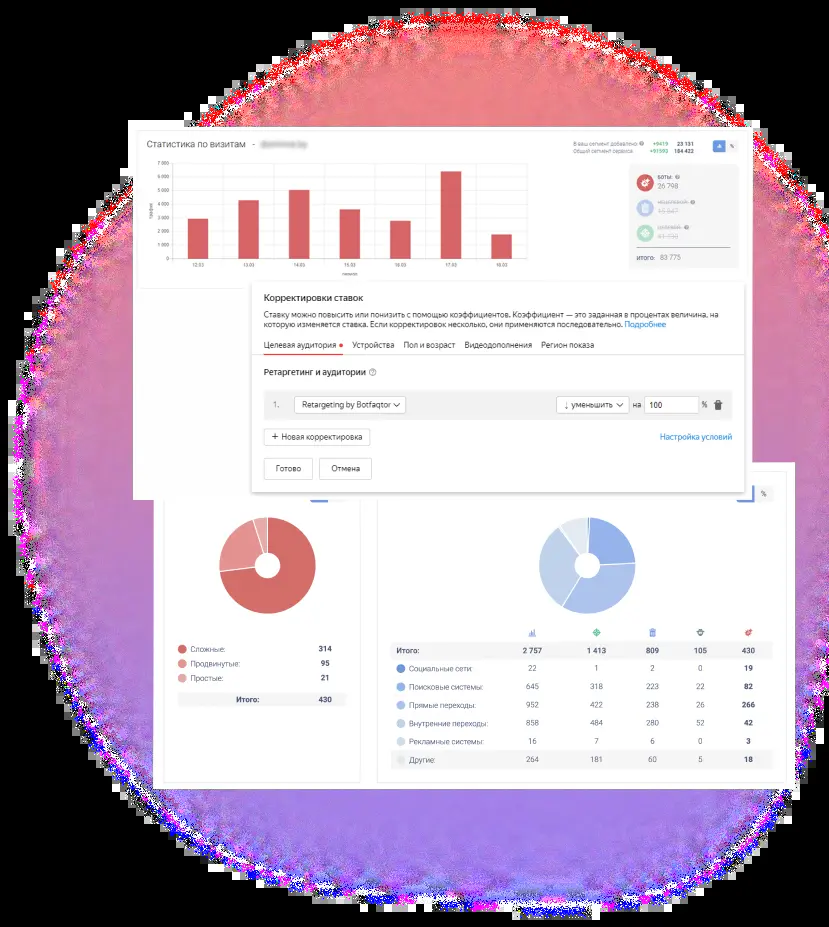 Статистика по визитам -
В ваш сегмент добавлено +9419 23 131
Общий сегмент сервиса +91593 184 422
%
7 000
6 000
5 000
4 000
3 000
2 000
1 000
0
12.03 13.03 14.03 15.03 16.03 17.03 18.03
БОТЫ:
26 798
ИТОГО: 83 775
Корректировки ставок
Ставку можно повысить или понизить с помощью коэффициентов. Коэффициент — это заданная в процентах величина, на
которую изменяется ставка. Если корректировок несколько, они применяются последовательно. Подробнее
Целевая аудитория Устройства Пол и возраст Видеодополнения Регион показа
Ретаргетинг и аудитории
1. Retargeting by Botfaqtor ↓ уменьшить на 100 %
+ Новая корректировка Настройка условий
Готово Отмена
%
Сложные: 314
Продвинутые: 95
Простые: 21
Итого: 430
Итого: 2 757 1 413 809 105 430
Социальные сети: 22 1 2 0 19
Поисковые системы: 645 318 223 22 82
Прямые переходы: 952 422 238 26 266
Внутренние переходы: 858 484 280 52 42
Рекламные системы: 16 7 6 0 3
Другие: 264 181 60 5 18